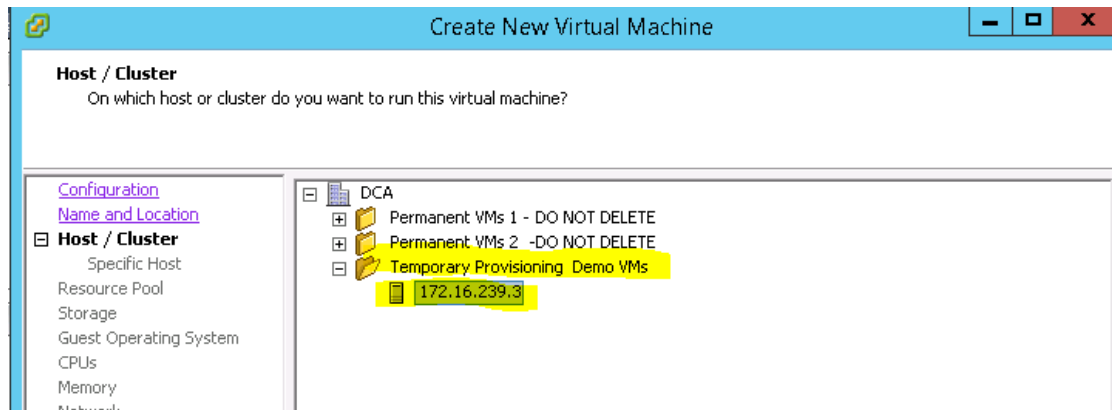 Create New Virtual Machine
Host / Cluster
On which host or cluster do you want to run this virtual machine?
Configuration
Name and Location
Host / Cluster
Specific Host
Resource Pool
Storage
Guest Operating System
CPUs
Memory
Network
DCA
Permanent VMs 1 - DO NOT DELETE
Permanent VMs 2 -DO NOT DELETE
Temporary Provisioning Demo VMs
172.16.239.3